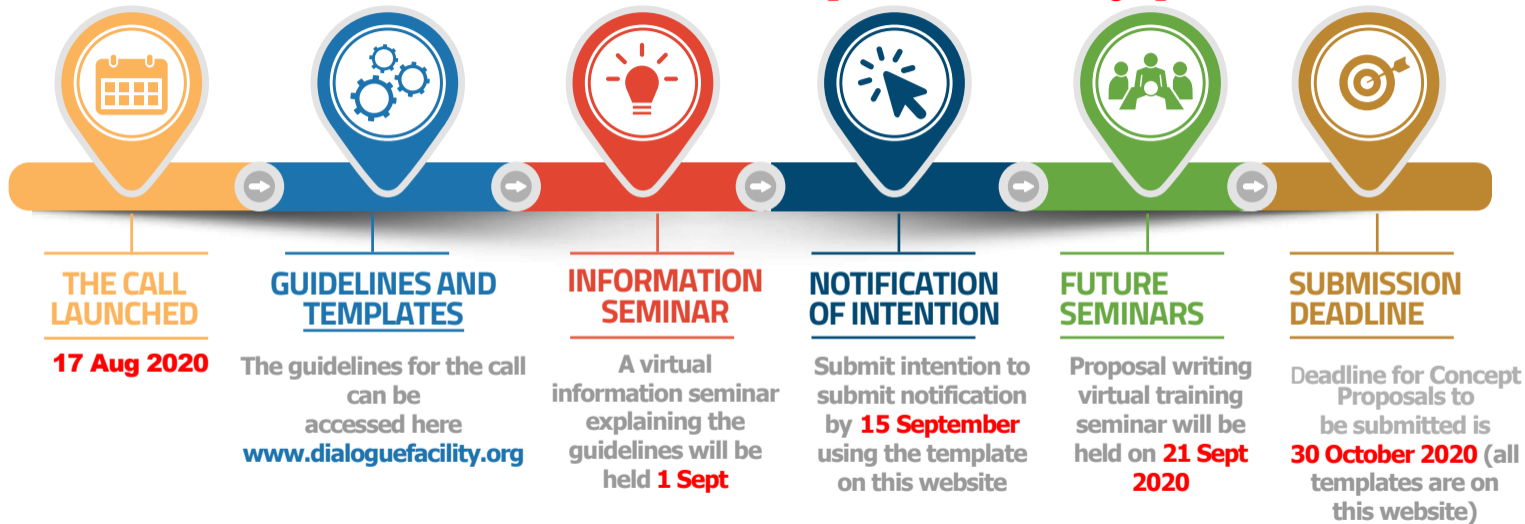 THE CALL
LAUNCHED
17 Aug 2020
GUIDELINES AND
TEMPLATES
The guidelines for the call
can be
accessed here
www.dialoguefacility.org
INFORMATION
SEMINAR
A virtual
information seminar
explaining the
guidelines will be
held 1 Sept
NOTIFICATION
OF INTENTION
Submit intention to
submit notification
by 15 September
using the template
on this website
FUTURE
SEMINARS
Proposal writing
virtual training
seminar will be
held on 21 Sept
2020
SUBMISSION
DEADLINE
Deadline for Concept
Proposals to
be submitted is
30 October 2020 (all
templates are on
this website)